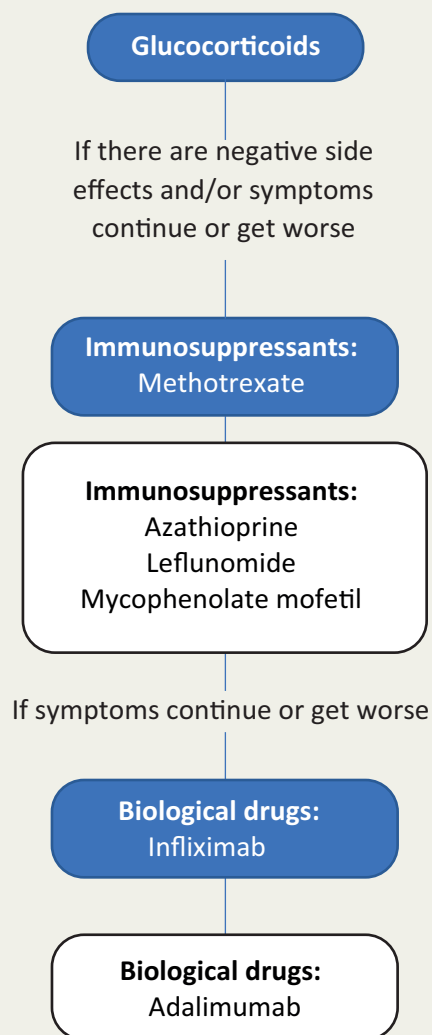 Glucocorticoids
If there are negative side
effects and/or symptoms
continue or get worse
Immunosuppressants:
Methotrexate
Immunosuppressants:
Azathioprine
Leflunomide
Mycophenolate mofetil
If symptoms continue or get worse
Biological drugs:
Infliximab
Biological drugs:
Adalimumab